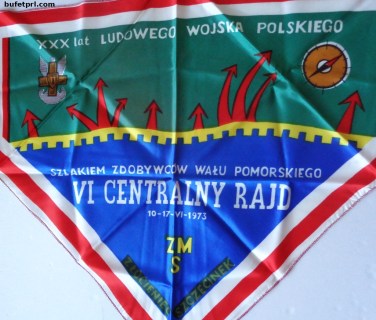 bufetprl.com
XXX lat LUDOWEGO WOJSKA POLSKIEGO
SZLAKIEM ZDOBYWCÓW WAŁU POMORSKIEGO
VI CENTRALNY RAJD
10-17-VI-1973
ZM
S
SZCZECINEK